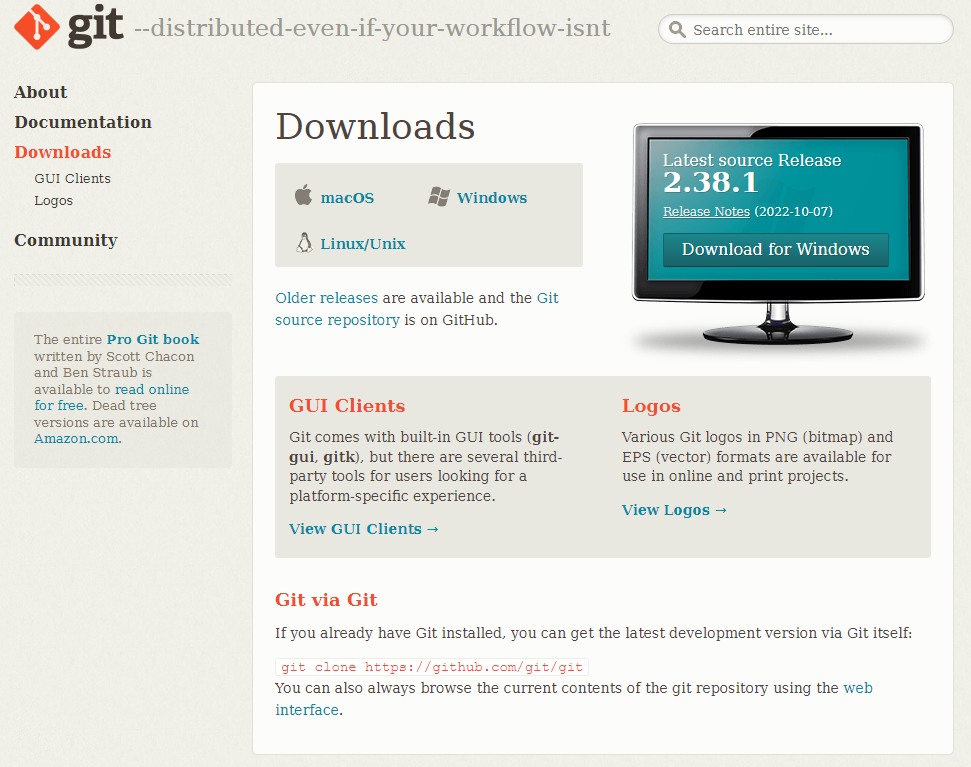 git --distributed-even-if-your-workflow-isnt
Search entire site...
About
Documentation
Downloads
GUI Clients
Logos
Community
The entire Pro Git book
written by Scott Chacon
and Ben Straub is
available to read online
for free. Dead tree
versions are available on
Amazon.com.
Downloads
macOS
Windows
Linux/Unix
Older releases are available and the Git
source repository is on GitHub.
Latest source Release
2.38.1
Release Notes (2022-10-07)
Download for Windows
GUI Clients
Git comes with built-in GUI tools (git-
gui, gitk), but there are several third-
party tools for users looking for a
platform-specific experience.
View GUI Clients →
Logos
Various Git logos in PNG (bitmap) and
EPS (vector) formats are available for
use in online and print projects.
View Logos →
Git via Git
If you already have Git installed, you can get the latest development version via Git itself:
git clone https://github.com/git/git
You can also always browse the current contents of the git repository using the web
interface.